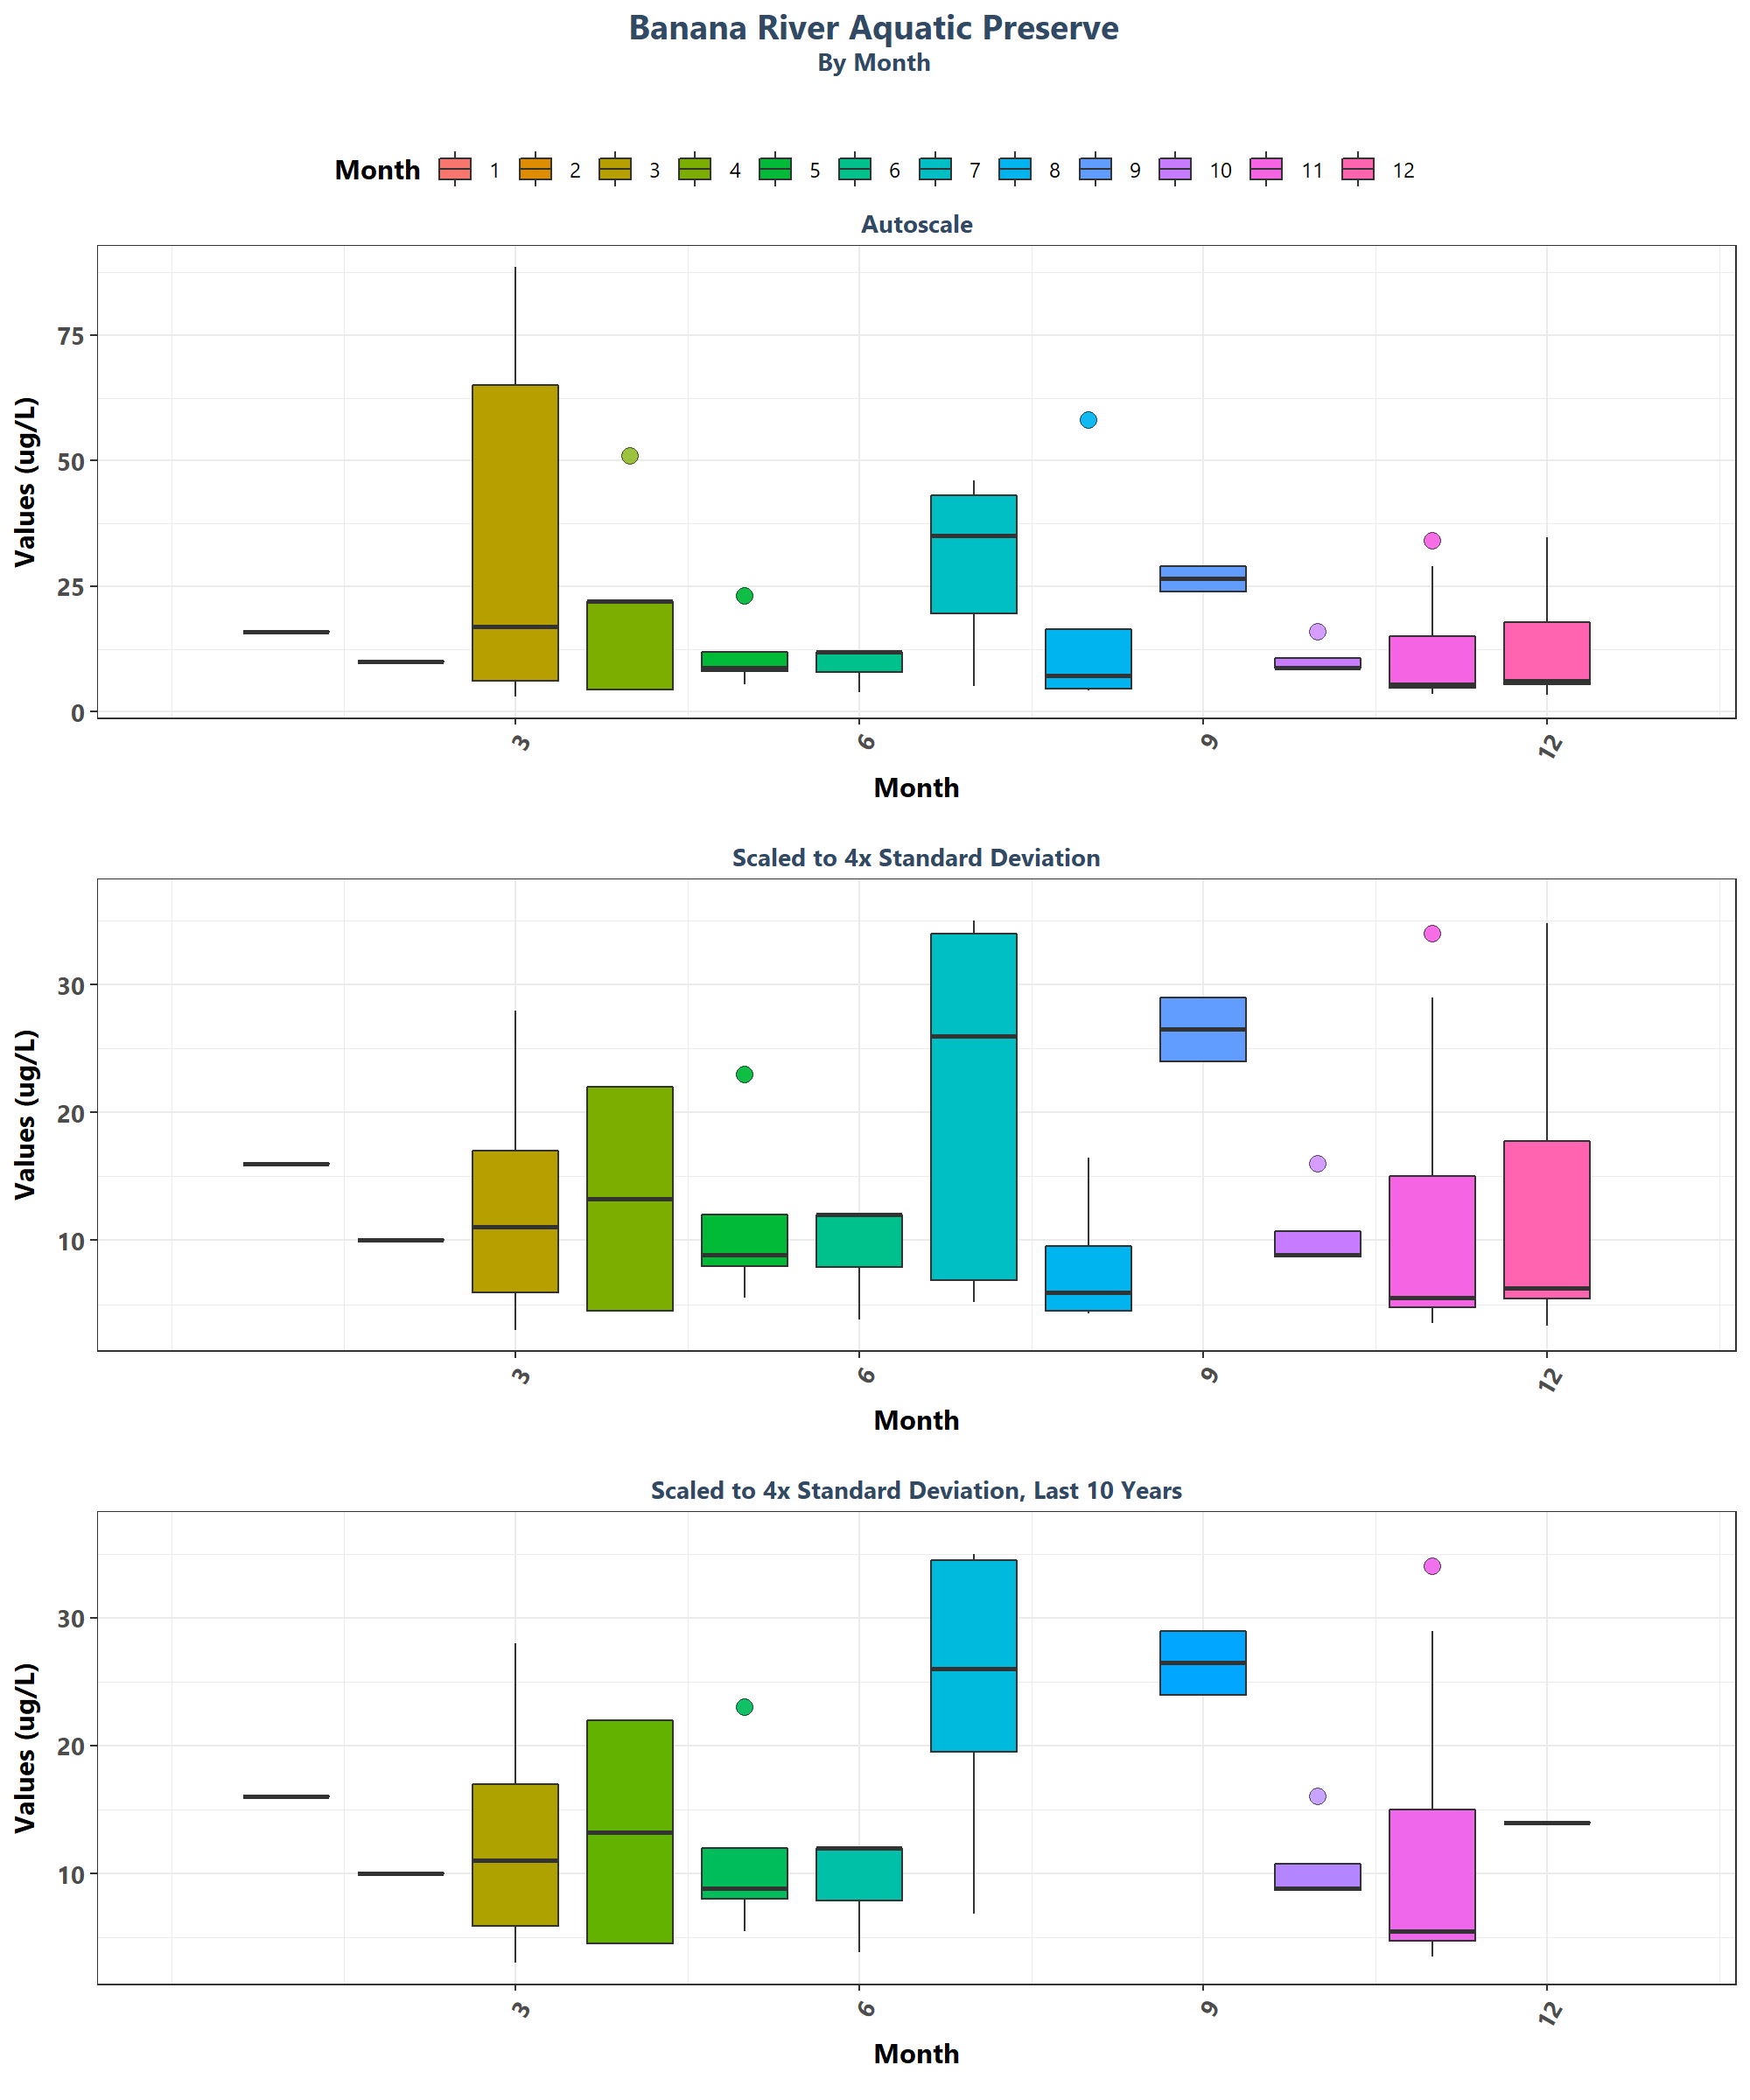 Banana River Aquatic Preserve
By Month
Month 1 2 3 4 5 6 7 8 9 10 11 12
Autoscale
Values (ug/L)
75
50
25
0
3 6 9 12
Month
Scaled to 4x Standard Deviation
Values (ug/L)
30
20
10
3 6 9 12
Month
Scaled to 4x Standard Deviation, Last 10 Years
Values (ug/L)
30
20
10
3 6 9 12
Month